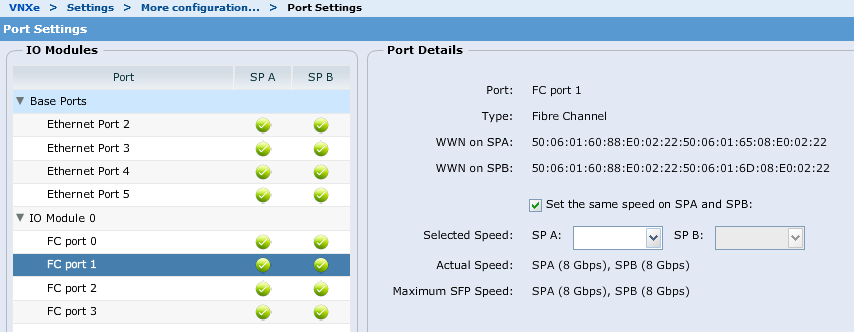 VNXe > Settings > More configuration... > Port Settings
Port Settings
IO Modules
Port SP A SP B
Base Ports
Ethernet Port 2
Ethernet Port 3
Ethernet Port 4
Ethernet Port 5
IO Module 0
FC port 0
FC port 1
FC port 2
FC port 3
Port Details
Port: FC port 1
Type: Fibre Channel
WWN on SPA: 50:06:01:60:88:E0:02:22:50:06:01:65:08:E0:02:22
WWN on SPB: 50:06:01:60:88:E0:02:22:50:06:01:6D:08:E0:02:22
Set the same speed on SPA and SPB:
Selected Speed: SP A: SP B:
Actual Speed: SPA (8 Gbps), SPB (8 Gbps)
Maximum SFP Speed: SPA (8 Gbps), SPB (8 Gbps)